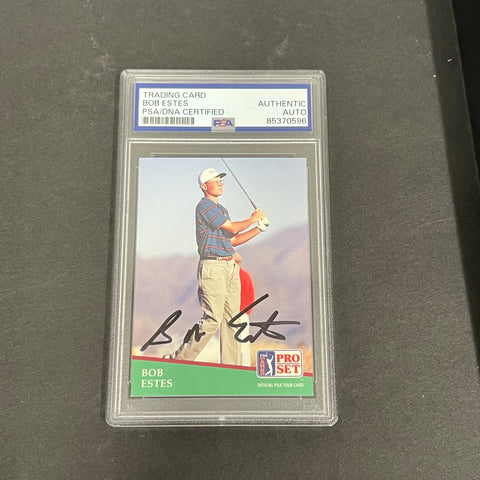 TRADING CARD
BOB ESTES
PSA/DNA CERTIFIED
AUTHENTIC
AUTO
85370596
PSA
Bob Estes
PGA TOUR
PRO
SET
BOB
ESTES
OFFICIAL PGA TOUR CARD